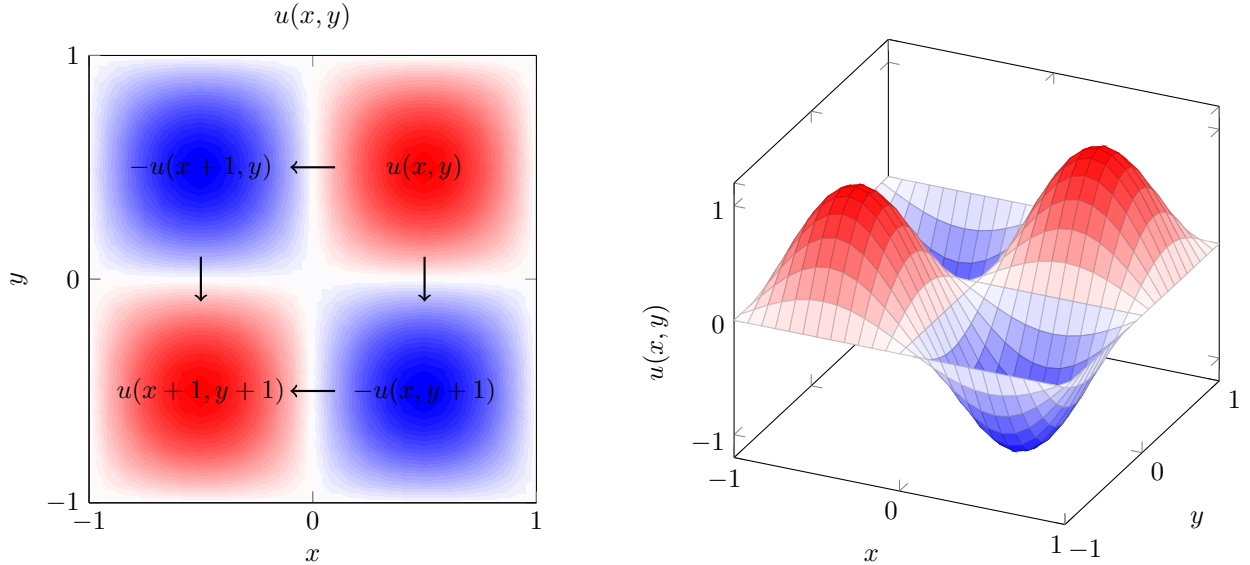 u(x, y)
1
−u(x + 1, y)
u(x, y)
y
0
u(x+1, y+1)
−u(x, y+1)
−1
−1
0
1
x
u(x, y)
1
0
−1
−1
0
1
x
−1
0
1
y